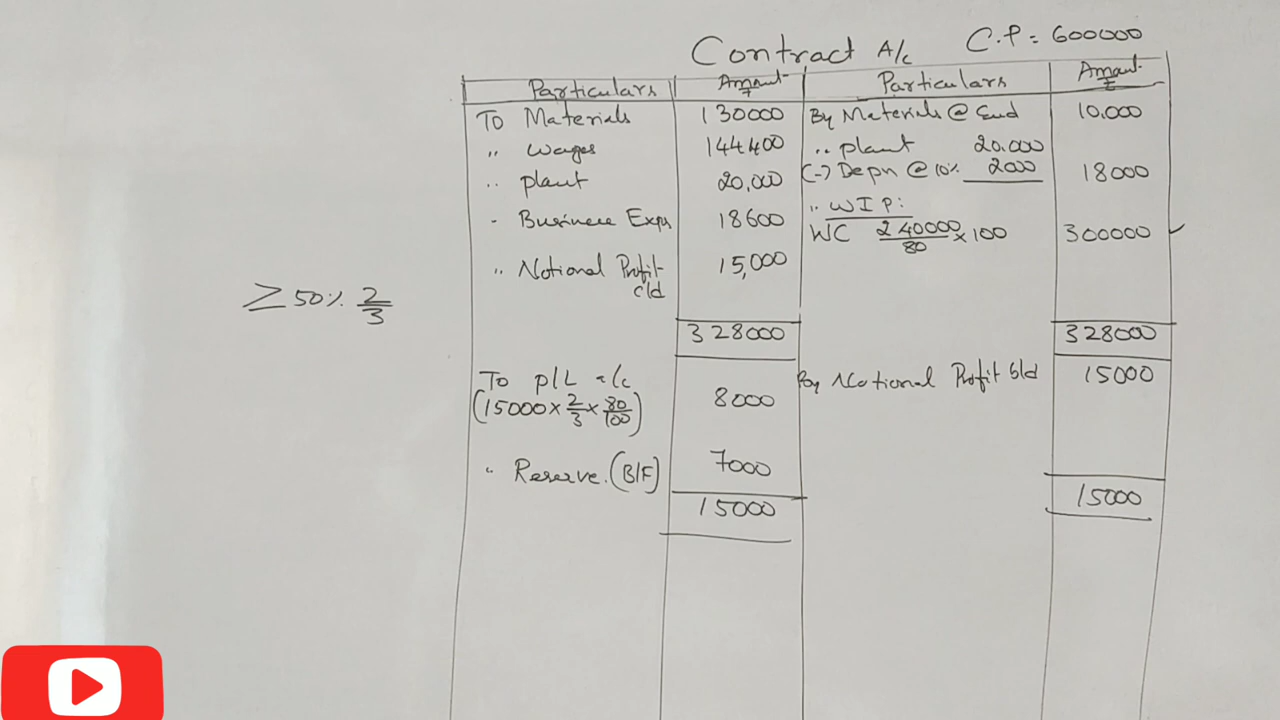 Contract A/c C.P = 600000
Particulars Amount ₹ Particulars Amount ₹
To Materials 130000 By Materials @ End 10,000
" wages 144400 " plant 20,000
" plant 20,000 (-) Depn @ 10% 2000 18000
" Business Expn 18600 " WIP:
WC 240000/80 x 100 300000
" Notional Profit c/d 15,000
≥ 50% 2/3
328000 328000
To P/L a/c By Notional Profit b/d 15000
(15000 x 2/3 x 80/100) 8000
" Reserve. (B/F) 7000
15000 15000